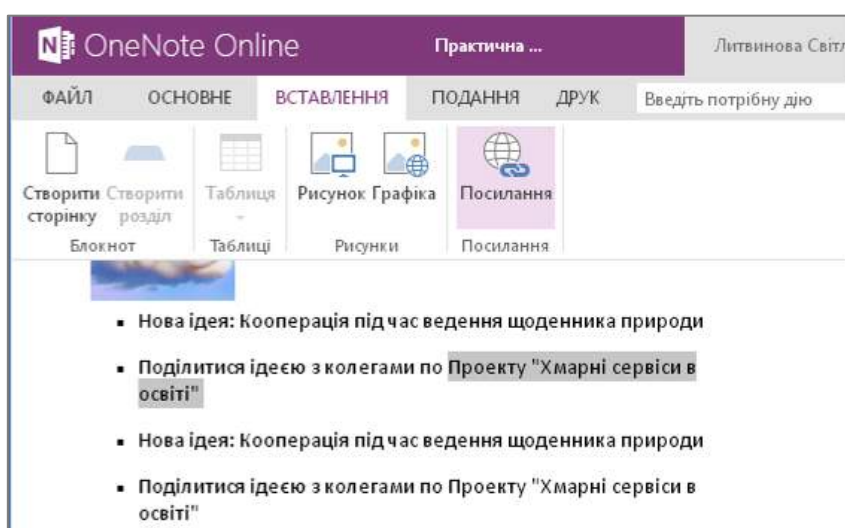 OneNote Online Практична ... Литвинова Світл
ФАЙЛ ОСНОВНЕ ВСТАВЛЕННЯ ПОДАННЯ ДРУК Введіть потрібну дію
Створити Створити Таблиця Рисунок Графіка Посилання
сторінку розділ
Блокнот Таблиці Рисунки Посилання
▪ Нова ідея: Кооперація під час ведення щоденника природи
▪ Поділитися ідеєю з колегами по Проекту "Хмарні сервіси в
освіті"
▪ Нова ідея: Кооперація під час ведення щоденника природи
▪ Поділитися ідеєю з колегами по Проекту "Хмарні сервіси в
освіті"